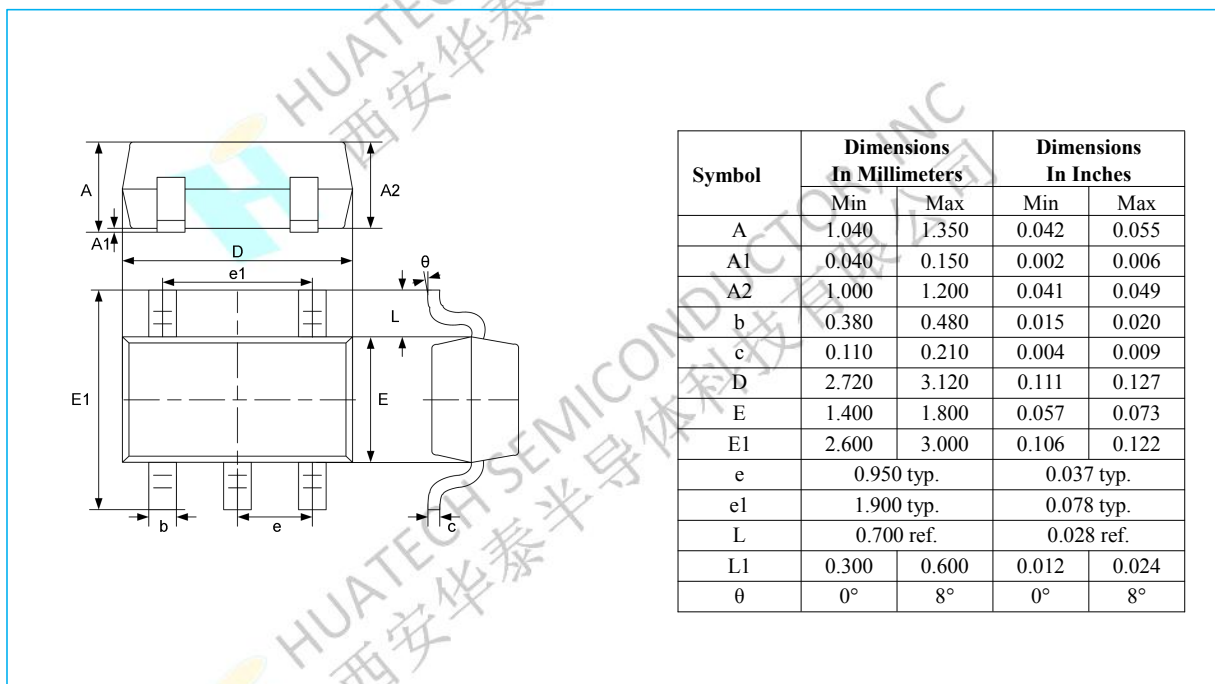 HUATECH
西安华泰
A
A2
A1
D
e1
θ
L
E1
E
b
e
c
Symbol Dimensions In Millimeters Dimensions In Inches
Min Max Min Max
A 1.040 1.350 0.042 0.055
A1 0.040 0.150 0.002 0.006
A2 1.000 1.200 0.041 0.049
b 0.380 0.480 0.015 0.020
c 0.110 0.210 0.004 0.009
D 2.720 3.120 0.111 0.127
E 1.400 1.800 0.057 0.073
E1 2.600 3.000 0.106 0.122
e 0.950 typ. 0.037 typ.
e1 1.900 typ. 0.078 typ.
L 0.700 ref. 0.028 ref.
L1 0.300 0.600 0.012 0.024
θ 0° 8° 0° 8°
HUATECH SEMICONDUCTOR, INC
西安华泰半导体科技有限公司